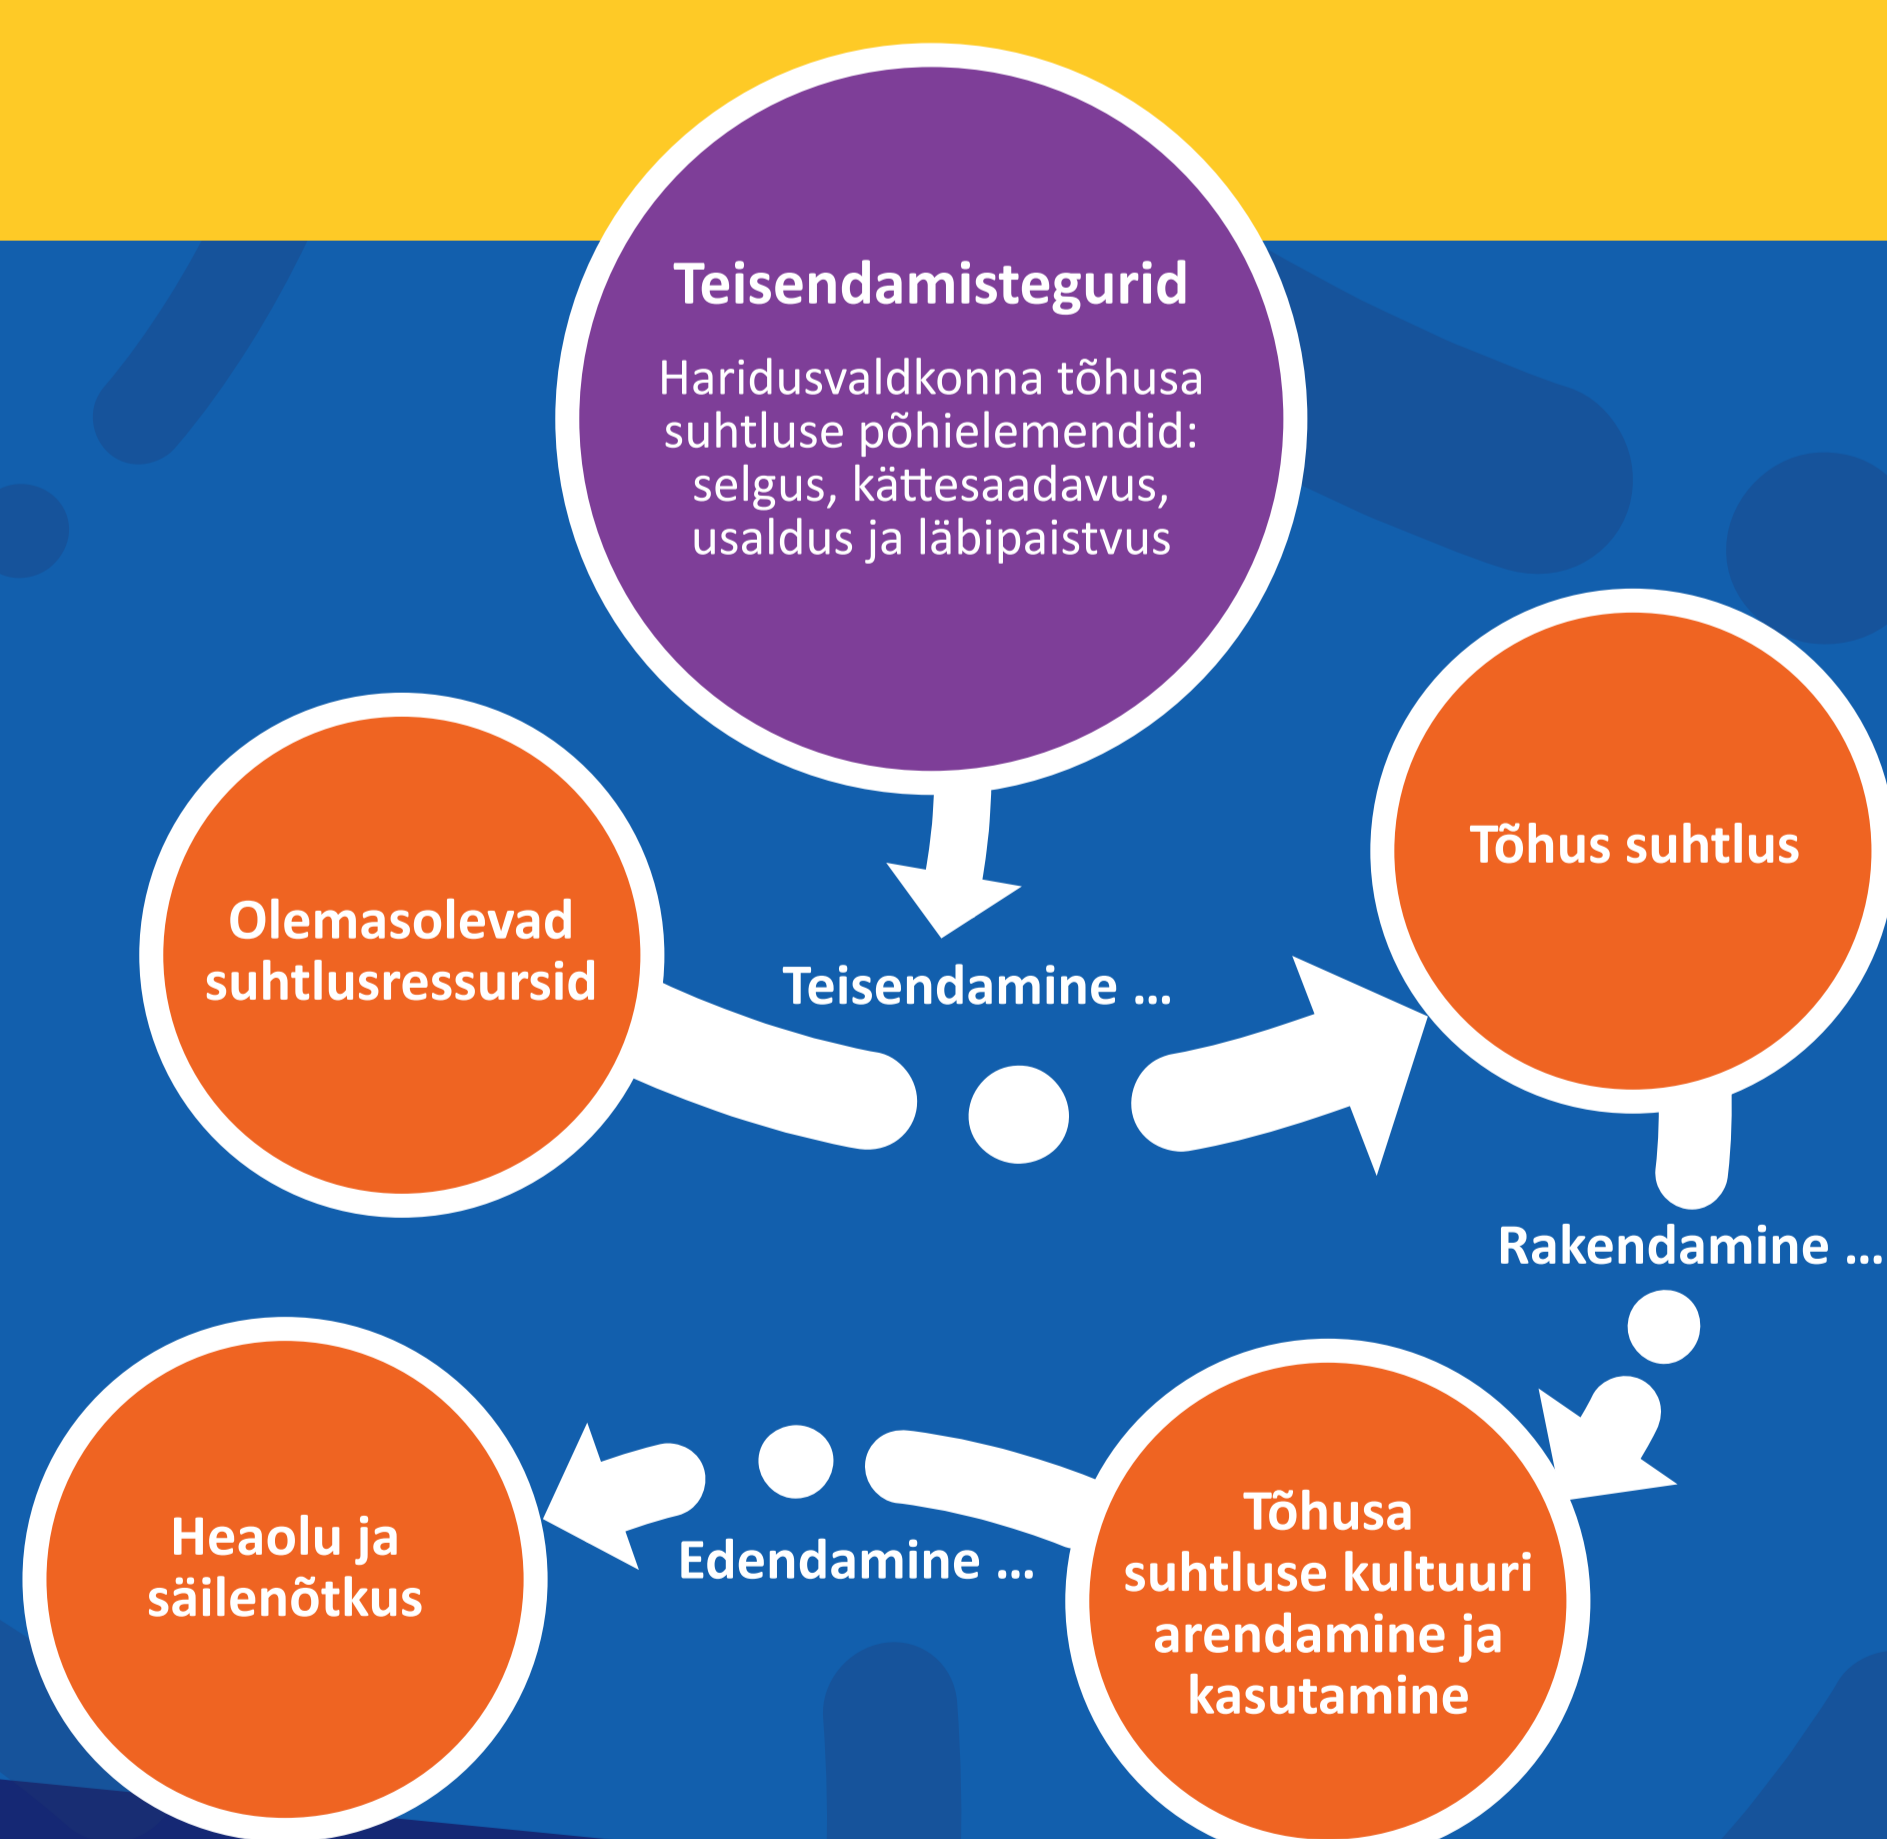 Teisendamistegurid
Haridusvaldkonna tõhusa
suhtluse põhielemendid:
selgus, kättesaadavus,
usaldus ja läbipaistvus
Olemasolevad
suhtlusressursid
Teisendamine ...
Tõhus suhtlus
Rakendamine ...
Tõhusa
suhtluse kultuuri
arendamine ja
kasutamine
Edendamine ...
Heaolu ja
säilenõtkus